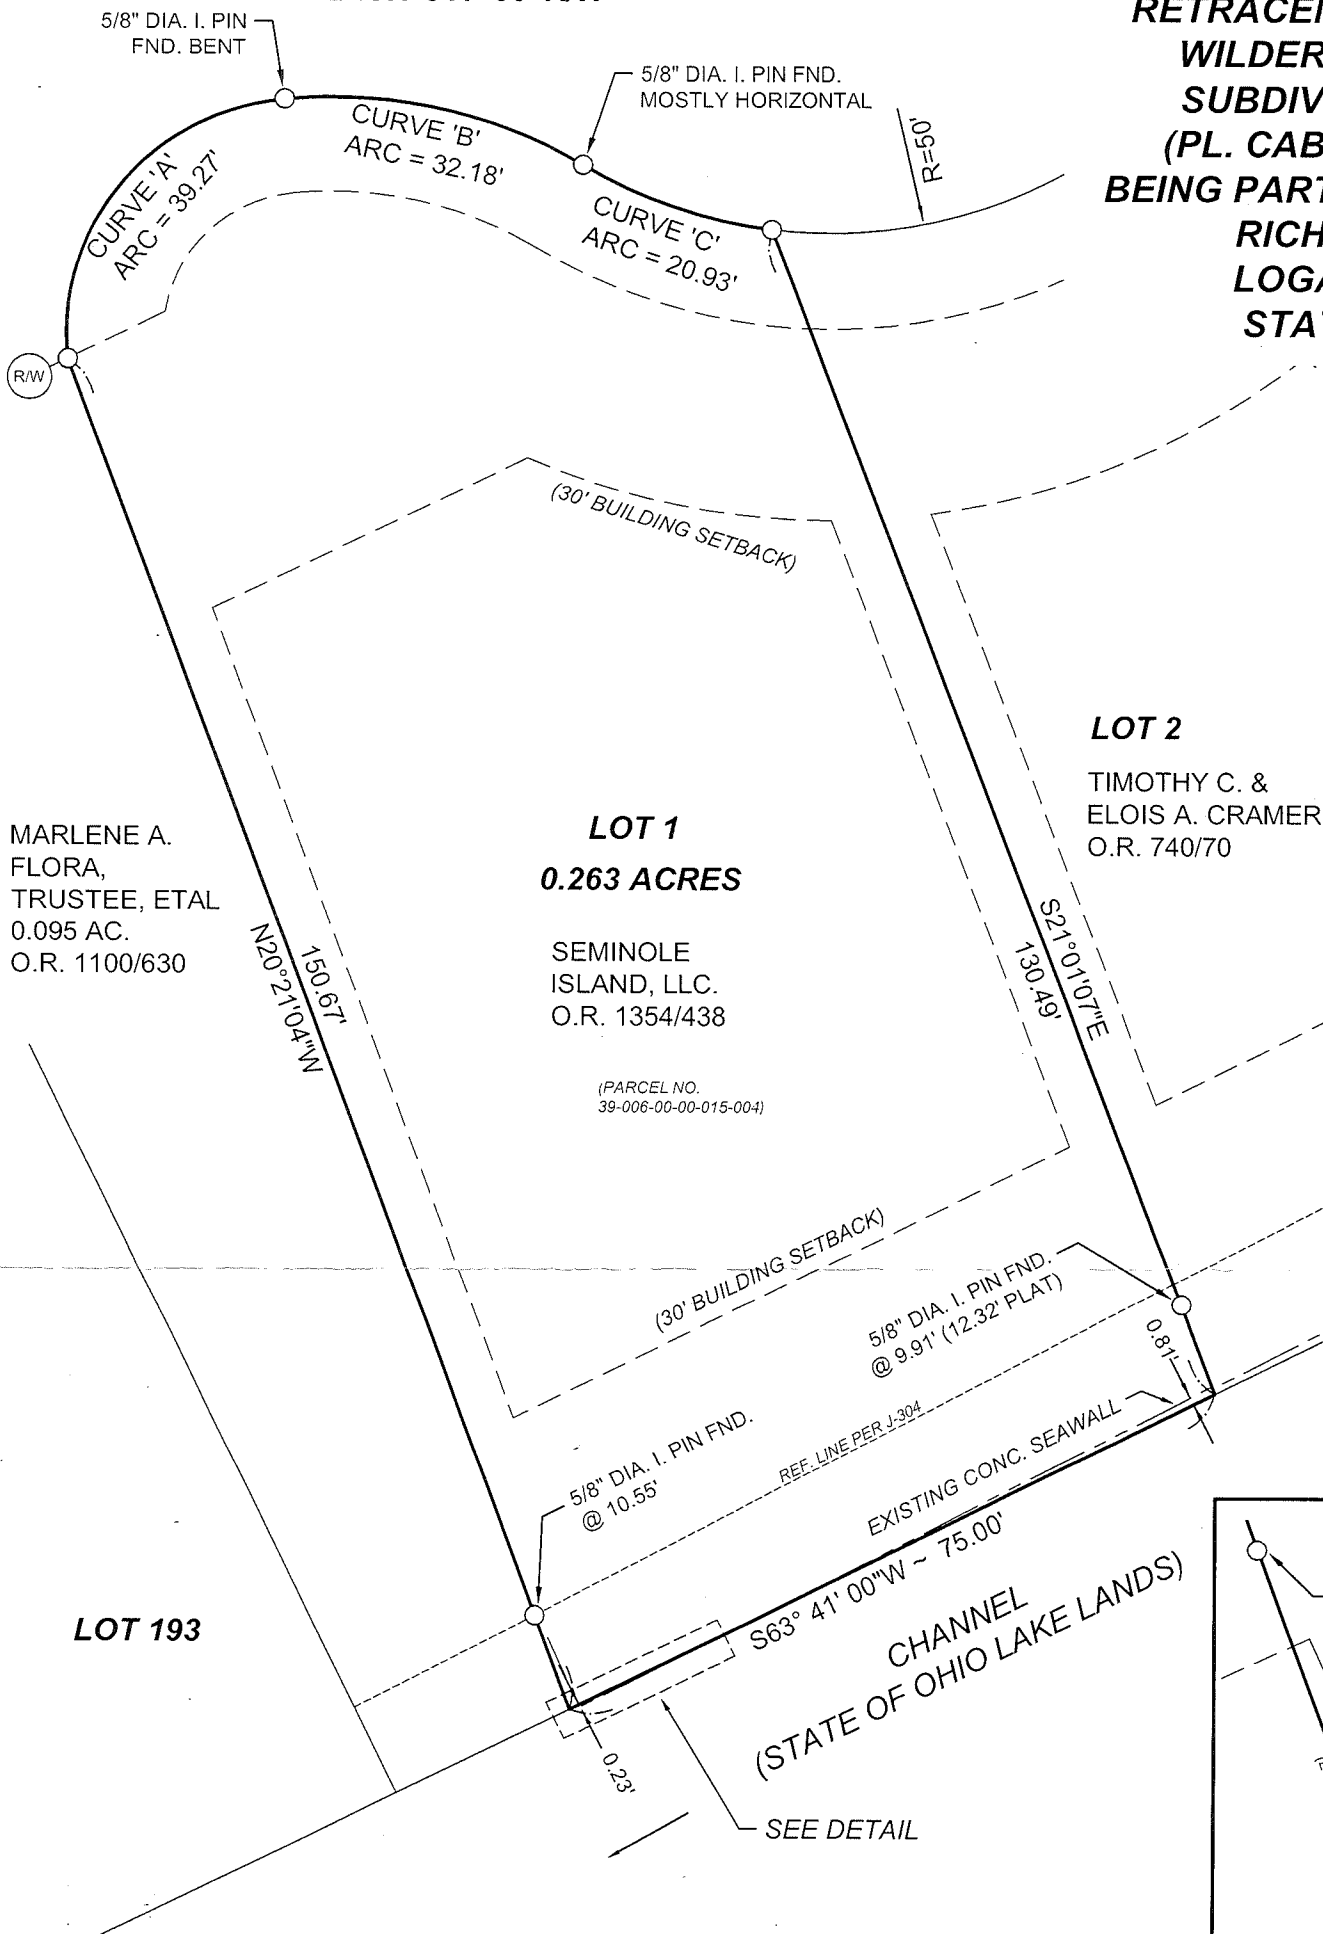 5/8" DIA. I. PIN
FND. BENT
5/8" DIA. I. PIN FND.
MOSTLY HORIZONTAL
R=50'
WILDER
SUBDIV
(PL. CAB
BEING PART
RICH
LOGA
STA
CURVE 'A'
ARC = 39.27'
CURVE 'B'
ARC = 32.18'
CURVE 'C'
ARC = 20.93'
R/W
(30' BUILDING SETBACK)
LOT 2
TIMOTHY C. &
ELOIS A. CRAMER
O.R. 740/70
MARLENE A.
FLORA,
TRUSTEE, ETAL
0.095 AC.
O.R. 1100/630
LOT 1
0.263 ACRES
SEMINOLE
ISLAND, LLC.
O.R. 1354/438
(PARCEL NO.
39-006-00-00-015-004)
150.67'
N20°21'04"W
S21°01'07"E
130.49'
(30' BUILDING SETBACK)
5/8" DIA. I. PIN FND.
@ 9.91' (12.32' PLAT)
0.81'
5/8" DIA. I. PIN FND.
@ 10.55'
REF. LINE PER J-304
EXISTING CONC. SEAWALL
S63° 41' 00"W ~ 75.00'
CHANNEL
(STATE OF OHIO LAKE LANDS)
LOT 193
0.23'
SEE DETAIL